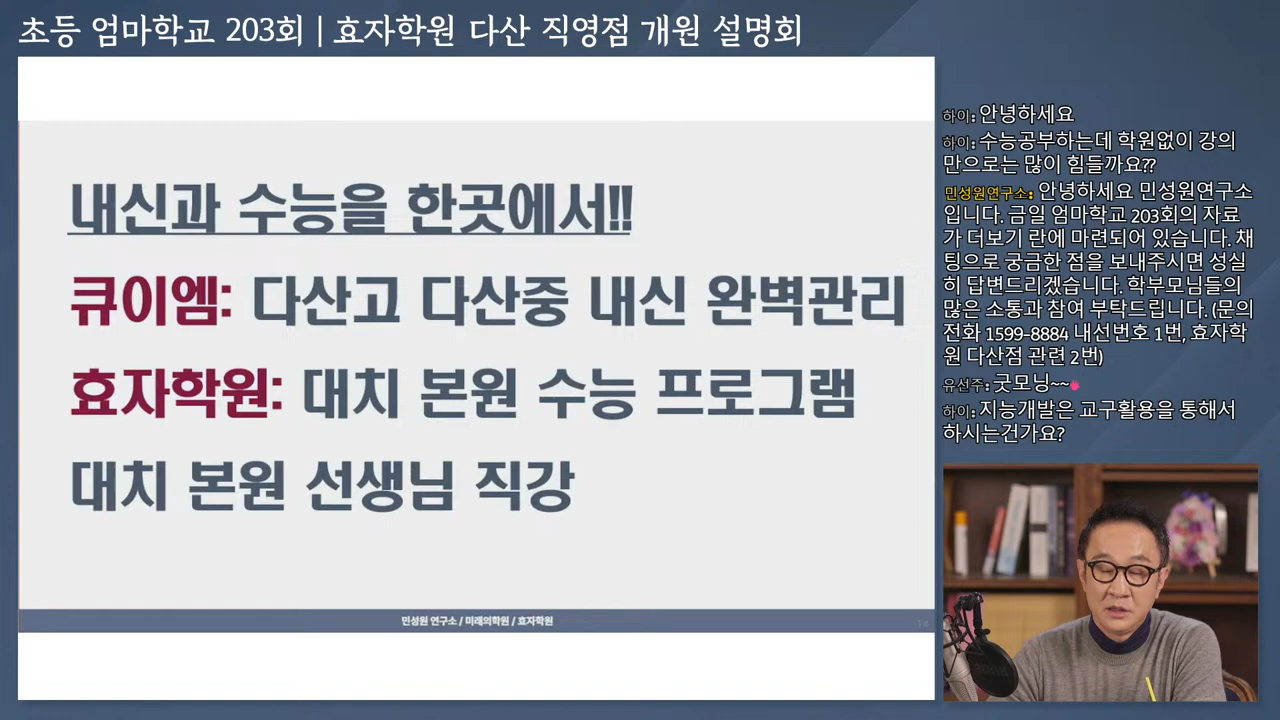 초등 엄마학교 203회 | 효자학원 다산 직영점 개원 설명회
내신과 수능을 한곳에서!!
큐이엠: 다산고 다산중 내신 완벽관리
효자학원: 대치 본원 수능 프로그램
대치 본원 선생님 직강
민성원 연구소 / 미래의학원 / 효자학원
14
하이: 안녕하세요
하이: 수능공부하는데 학원없이 강의
만으로는 많이 힘들까요??
민성원연구소: 안녕하세요 민성원연구소
입니다. 금일 엄마학교 203회의 자료
가 더보기 란에 마련되어 있습니다. 채
팅으로 궁금한 점을 보내주시면 성실
히 답변드리겠습니다. 학부모님들의
많은 소통과 참여 부탁드립니다. (문의
전화 1599-8884 내선번호 1번, 효자학
원 다산점 관련 2번)
유선주: 굿모닝~~
하이: 지능개발은 교구활용을 통해서
하시는건가요?